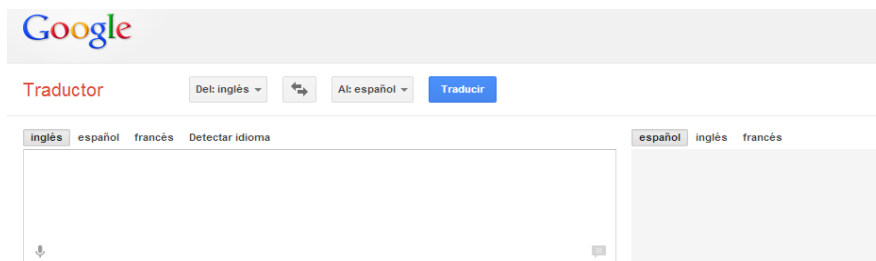 Google
Traductor Del: inglés Al: español Traducir
inglés español francés Detectar idioma español inglés francés